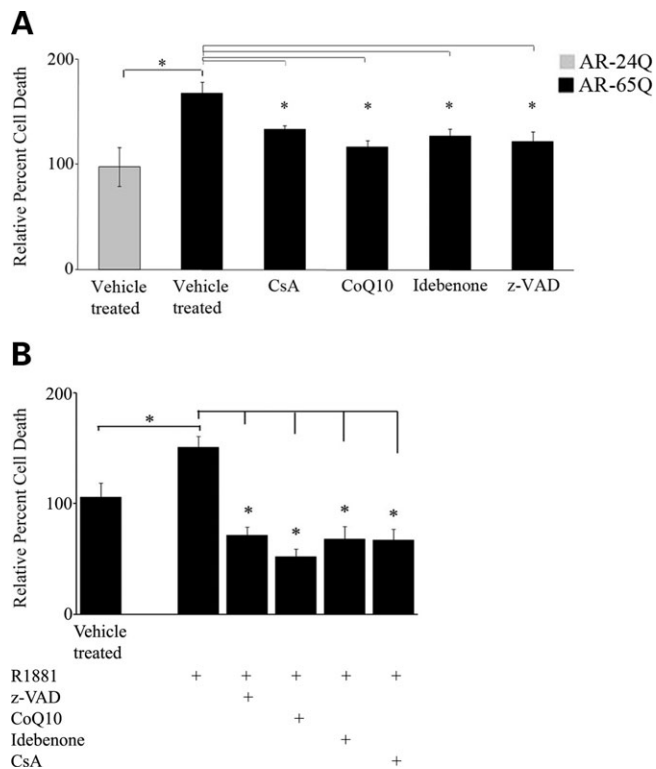 A
200
100
0
Relative Percent Cell Death
*
* * * *
AR-24Q
AR-65Q
Vehicle treated
Vehicle treated
CsA
CoQ10
Idebenone
z-VAD
B
200
100
0
Relative Percent Cell Death
*
* * * *
Vehicle
treated
R1881 + + + + +
z-VAD +
CoQ10 +
Idebenone +
CsA +